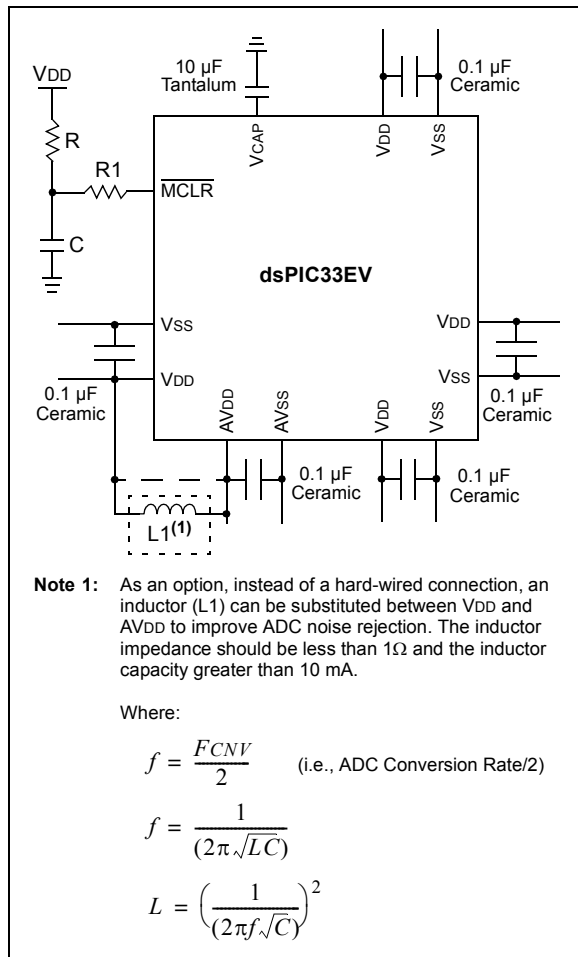 10 µF
Tantalum
0.1 µF
Ceramic
VDD
R
R1
C
VCAP
VDD
VSS
MCLR
dsPIC33EV
VSS
VDD
VDD
VSS
0.1 µF
Ceramic
AVDD
AVSS
VDD
VSS
0.1 µF
Ceramic
0.1 µF
Ceramic
0.1 µF
Ceramic
L1(1)
Note 1: As an option, instead of a hard-wired connection, an
inductor (L1) can be substituted between VDD and
AVDD to improve ADC noise rejection. The inductor
impedance should be less than 1Ω and the inductor
capacity greater than 10 mA.
Where:
f = FCNV / 2 (i.e., ADC Conversion Rate/2)
f = 1 / (2π√LC)
L = (1 / (2πf√C))²